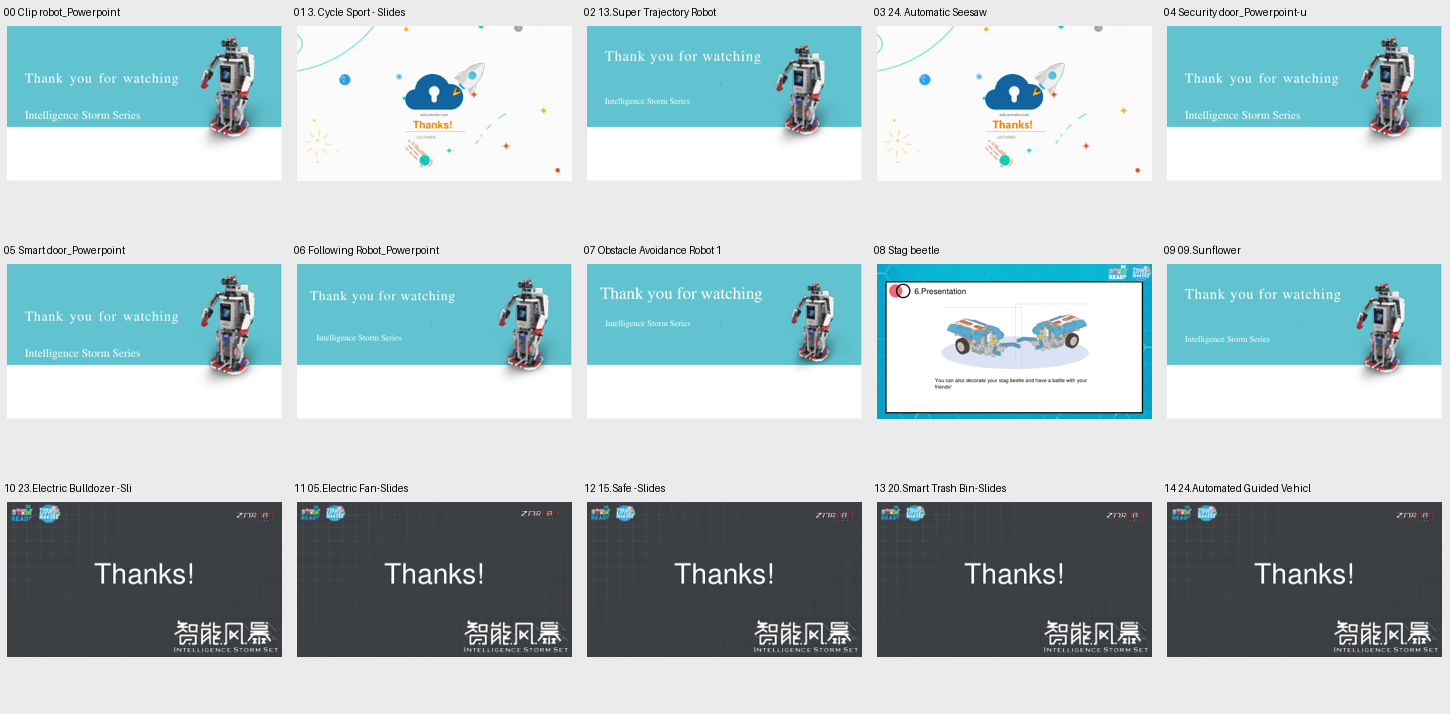 00 Clip robot_Powerpoint
01 3. Cycle Sport - Slides
02 13.Super Trajectory Robot
03 24. Automatic Seesaw
04 Security door_Powerpoint-u
Thank you for watching
Intelligence Storm Series
Thanks!
LECTURER:
Thank you for watching
Intelligence Storm Series
Thanks!
LECTURER:
Thank you for watching
Intelligence Storm Series
05 Smart door_Powerpoint
06 Following Robot_Powerpoint
07 Obstacle Avoidance Robot 1
08 Stag beetle
09 09.Sunflower
Thank you for watching
Intelligence Storm Series
Thank you for watching
Intelligence Storm Series
Thank you for watching
Intelligence Storm Series
READY
6.Presentation
You can also decorate your stag beetle and have a battle with your
friends!
Thank you for watching
Intelligence Storm Series
10 23.Electric Bulldozer -Sli
11 05.Electric Fan-Slides
12 15.Safe -Slides
13 20.Smart Trash Bin-Slides
14 24.Automated Guided Vehicl
READY
Thanks!
智能风暴
INTELLIGENCE STORM SET
READY
Thanks!
智能风暴
INTELLIGENCE STORM SET
READY
Thanks!
智能风暴
INTELLIGENCE STORM SET
READY
Thanks!
智能风暴
INTELLIGENCE STORM SET
READY
Thanks!
智能风暴
INTELLIGENCE STORM SET